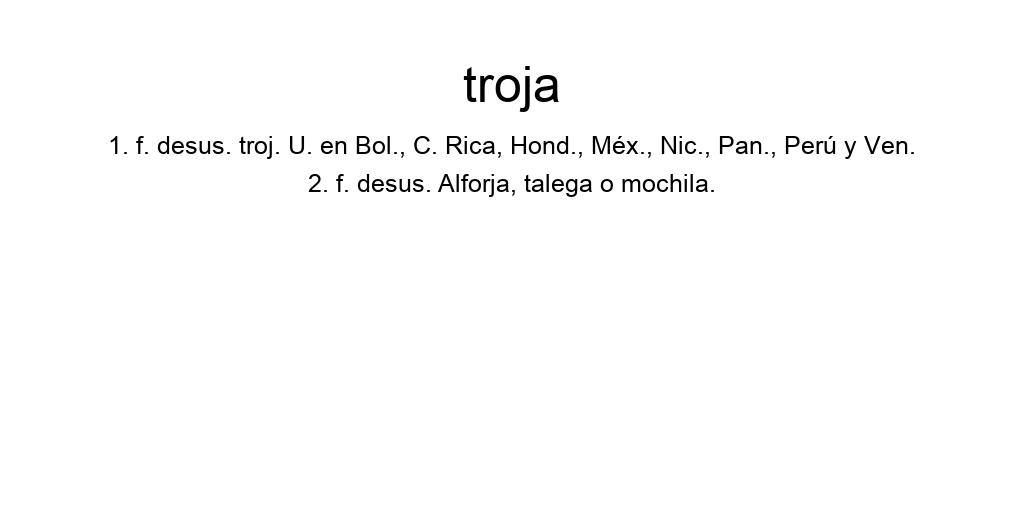 troja
1. f. desus. troj. U. en Bol., C. Rica, Hond., Méx., Nic., Pan., Perú y Ven.
2. f. desus. Alforja, talega o mochila.